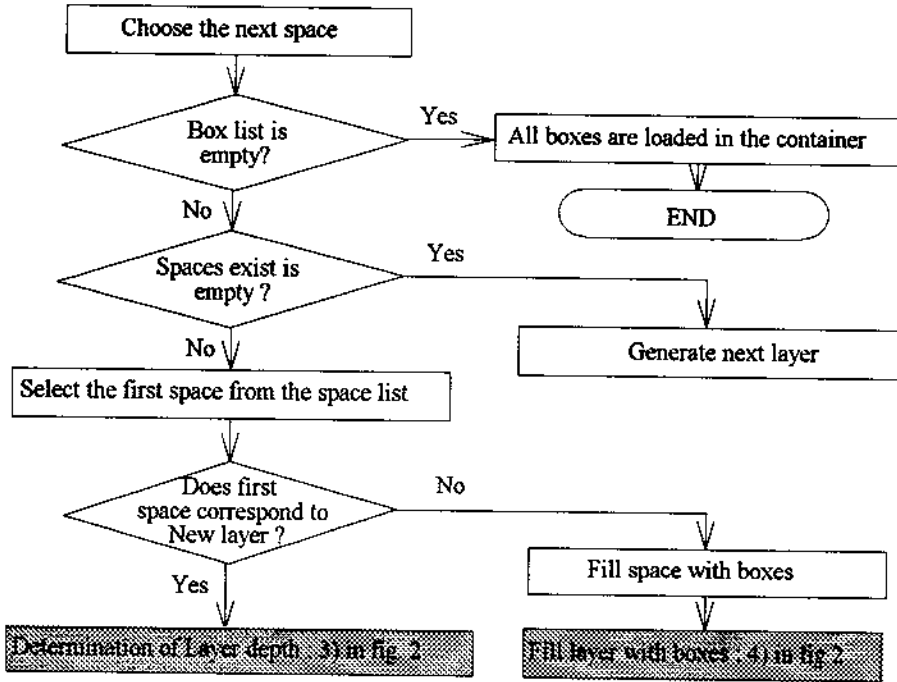 Choose the next space
Box list is
empty?
Yes
All boxes are loaded in the container
END
No
Spaces exist is
empty ?
Yes
Generate next layer
No
Select the first space from the space list
Does first
space correspond to
New layer ?
No
Fill space with boxes
Yes
Determination of Layer depth : 3) in fig. 2
Fill layer with boxes : 4) in fig 2